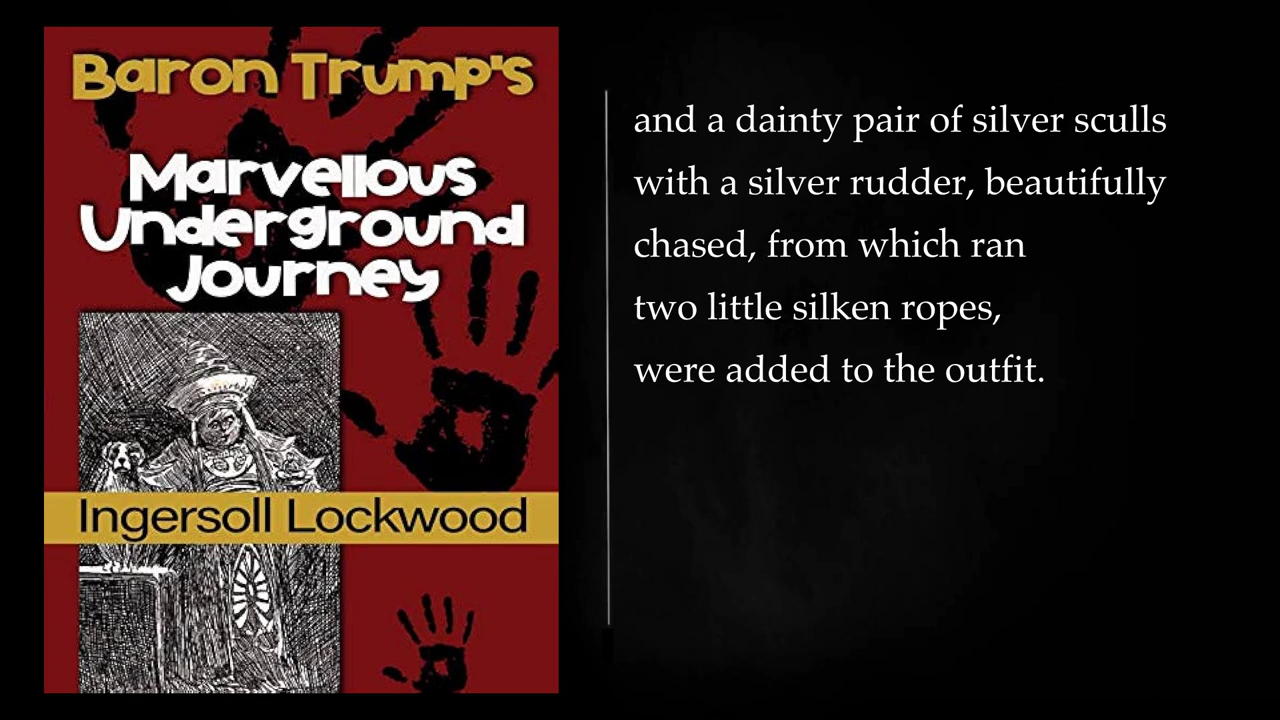 Baron Trump's
Marvellous
Underground
Journey
Ingersoll Lockwood
and a dainty pair of silver sculls
with a silver rudder, beautifully
chased, from which ran
two little silken ropes,
were added to the outfit.